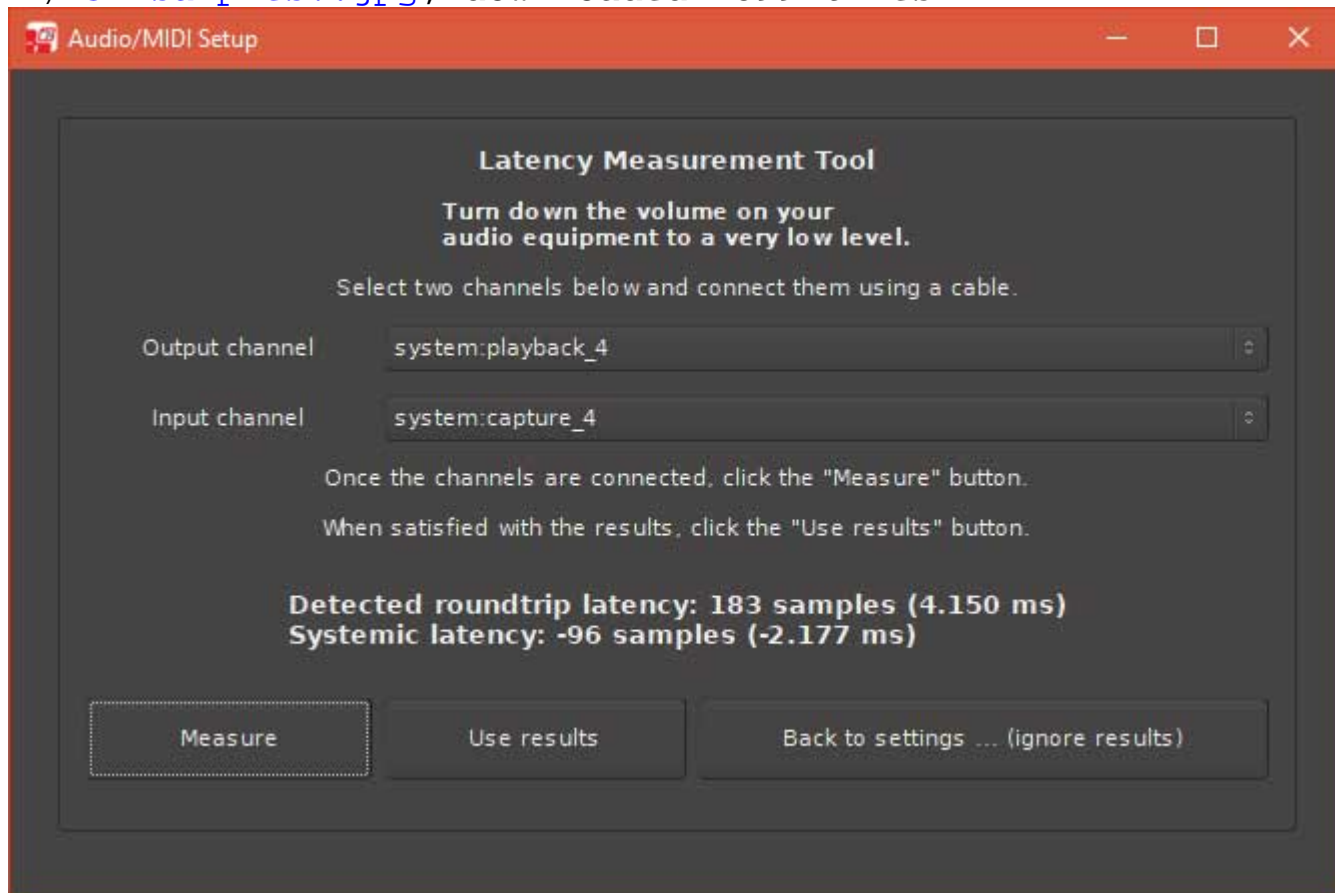 Audio/MIDI Setup
Latency Measurement Tool
Turn down the volume on your
audio equipment to a very low level.
Select two channels below and connect them using a cable.
Output channel system:playback_4
Input channel system:capture_4
Once the channels are connected, click the "Measure" button.
When satisfied with the results, click the "Use results" button.
Detected roundtrip latency: 183 samples (4.150 ms)
Systemic latency: -96 samples (-2.177 ms)
Measure Use results Back to settings ... (ignore results)